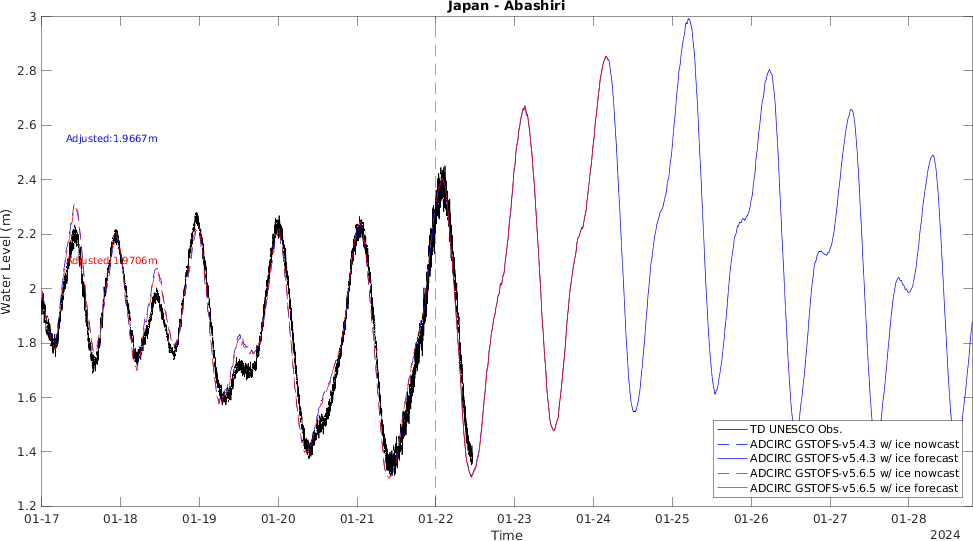 Japan - Abashiri
Water Level (m)
3
2.8
2.6
2.4
2.2
2
1.8
1.6
1.4
1.2
Adjusted:1.9667m
Adjusted:1.9706m
TD UNESCO Obs.
ADCIRC GSTOFS-v5.4.3 w/ ice nowcast
ADCIRC GSTOFS-v5.4.3 w/ ice forecast
ADCIRC GSTOFS-v5.6.5 w/ ice nowcast
ADCIRC GSTOFS-v5.6.5 w/ ice forecast
01-17 01-18 01-19 01-20 01-21 01-22 01-23 01-24 01-25 01-26 01-27 01-28
Time
2024